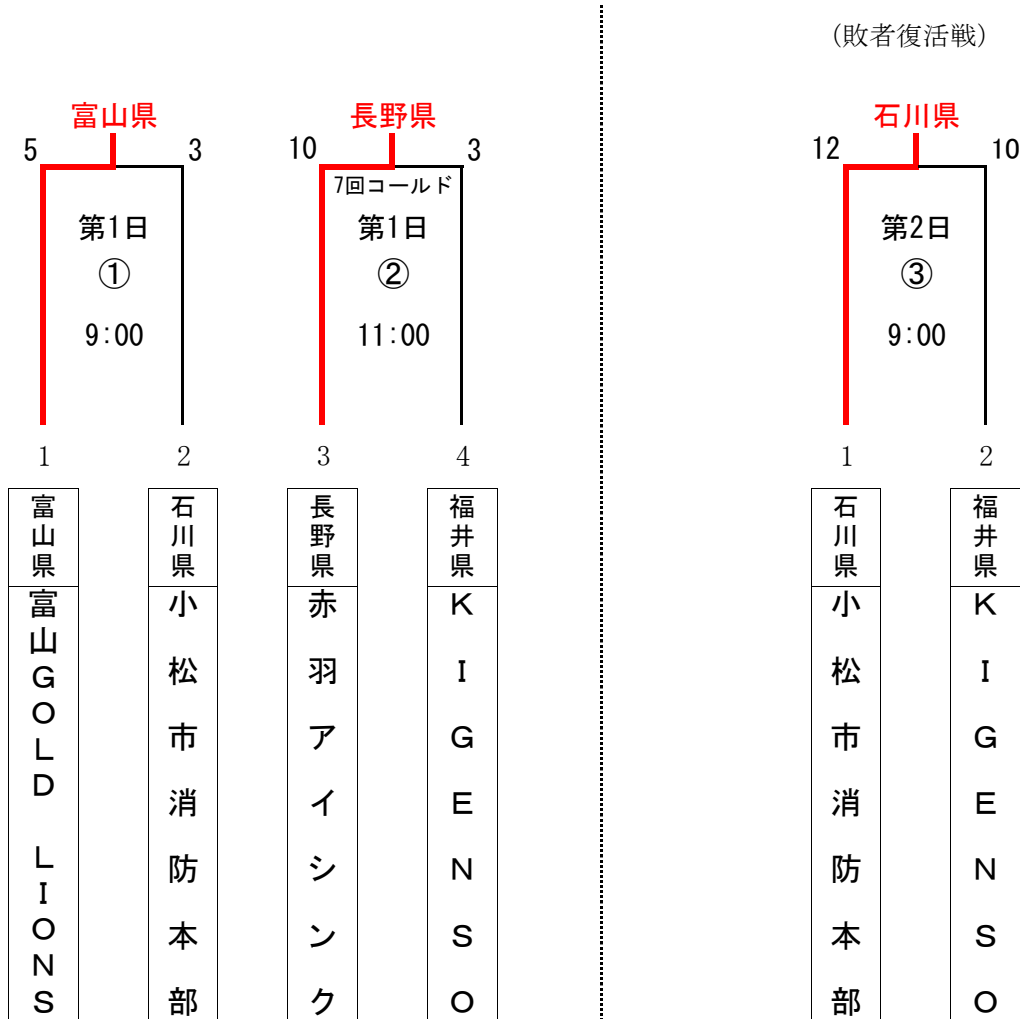 (敗者復活戦)
富山県
長野県
石川県
5
3
10
3
12
10
7回コールド
第1日
第1日
第2日
①
②
③
9:00
11:00
9:00
1
2
3
4
1
2
富山県
石川県
長野県
福井県
石川県
福井県
富山GOLD LIONS
小松市消防本部
赤羽アイシンク
KIGENSO
小松市消防本部
KIGENSO